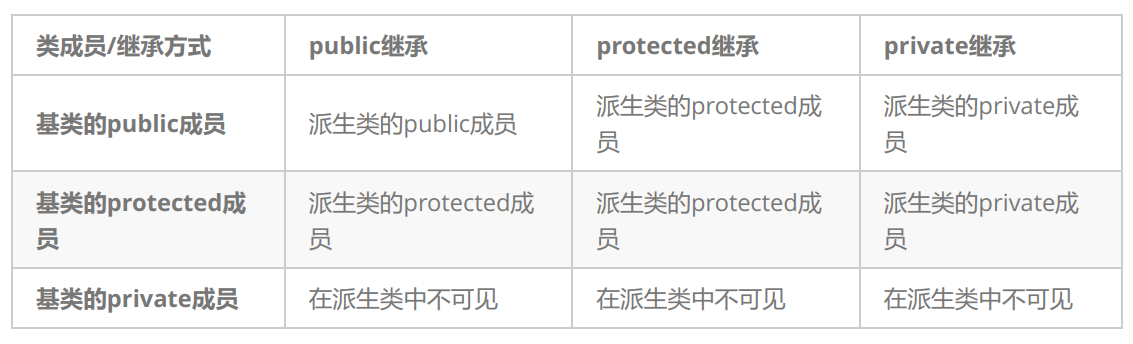 类成员/继承方式 public继承 protected继承 private继承
基类的public成员 派生类的public成员 派生类的protected成员 派生类的private成员
基类的protected成员 派生类的protected成员 派生类的protected成员 派生类的private成员
基类的private成员 在派生类中不可见 在派生类中不可见 在派生类中不可见